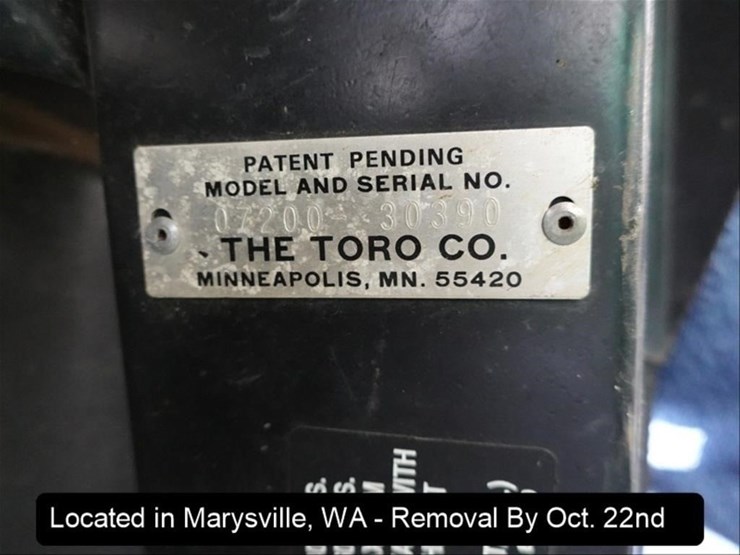 PATENT PENDING
MODEL AND SERIAL NO.
07200- 30390
THE TORO CO.
MINNEAPOLIS, MN. 55420
Located in Marysville, WA - Removal By Oct. 22nd